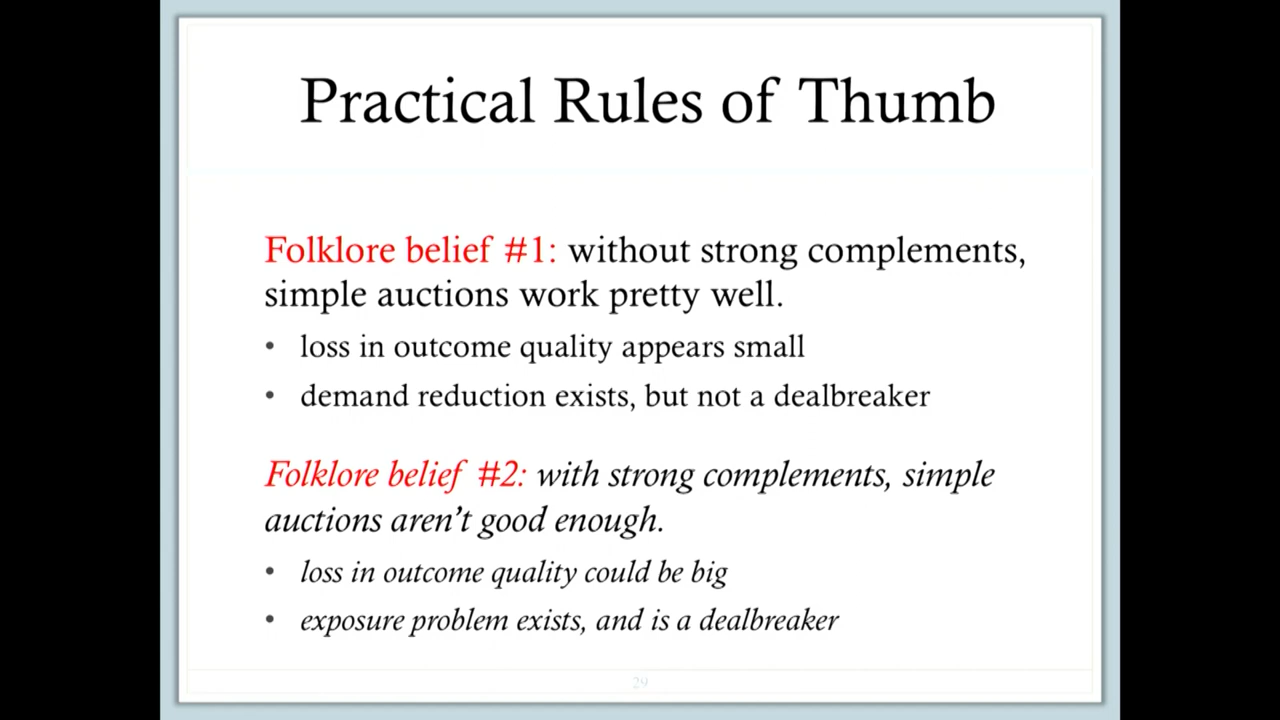 Practical Rules of Thumb
Folklore belief #1: without strong complements,
simple auctions work pretty well.
• loss in outcome quality appears small
• demand reduction exists, but not a dealbreaker
Folklore belief #2: with strong complements, simple
auctions aren't good enough.
• loss in outcome quality could be big
• exposure problem exists, and is a dealbreaker
29